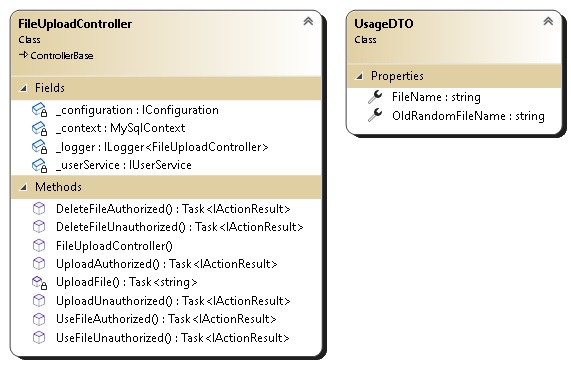 FileUploadController
Class
ControllerBase
Fields
_configuration : IConfiguration
_context : MySqlContext
_logger : ILogger<FileUploadController>
_userService : IUserService
Methods
DeleteFileAuthorized() : Task<IActionResult>
DeleteFileUnauthorized() : Task<IActionResult>
FileUploadController()
UploadAuthorized() : Task<IActionResult>
UploadFile() : Task<string>
UploadUnauthorized() : Task<IActionResult>
UseFileAuthorized() : Task<IActionResult>
UseFileUnauthorized() : Task<IActionResult>
UsageDTO
Class
Properties
FileName : string
OldRandomFileName : string